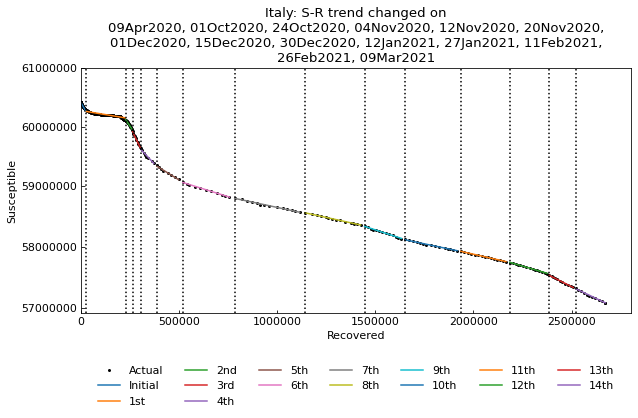 Italy: S-R trend changed on
09Apr2020, 01Oct2020, 24Oct2020, 04Nov2020, 12Nov2020, 20Nov2020,
01Dec2020, 15Dec2020, 30Dec2020, 12Jan2021, 27Jan2021, 11Feb2021,
26Feb2021, 09Mar2021
61000000
60000000
59000000
58000000
57000000
Susceptible
0 500000 1000000 1500000 2000000 2500000
Recovered
Actual 2nd 5th 7th 9th 11th 13th
Initial 3rd 6th 8th 10th 12th 14th
1st 4th